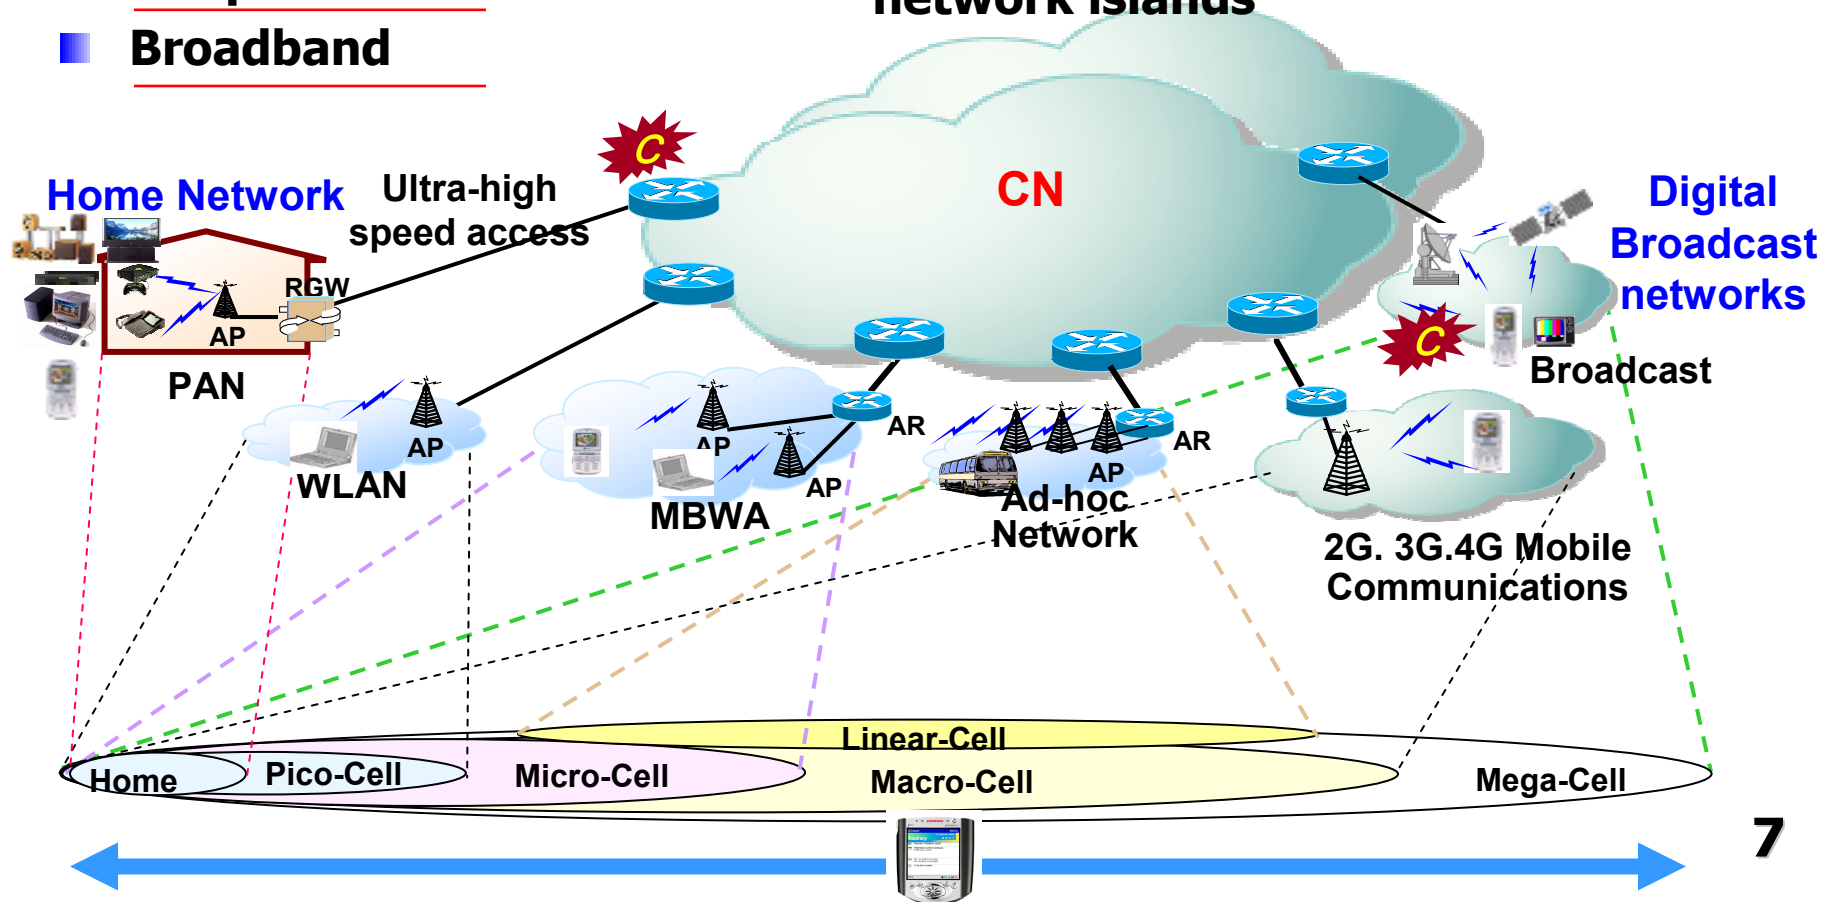 network islands
Broadband
C
Home Network
Ultra-high
speed access
CN
Digital
Broadcast
networks
RGW
AP
C
PAN
Broadcast
AP
WLAN
AP
AP
MBWA
AR
AP
Ad-hoc
Network
AR
2G. 3G.4G Mobile
Communications
Linear-Cell
Home
Pico-Cell
Micro-Cell
Macro-Cell
Mega-Cell
today
7